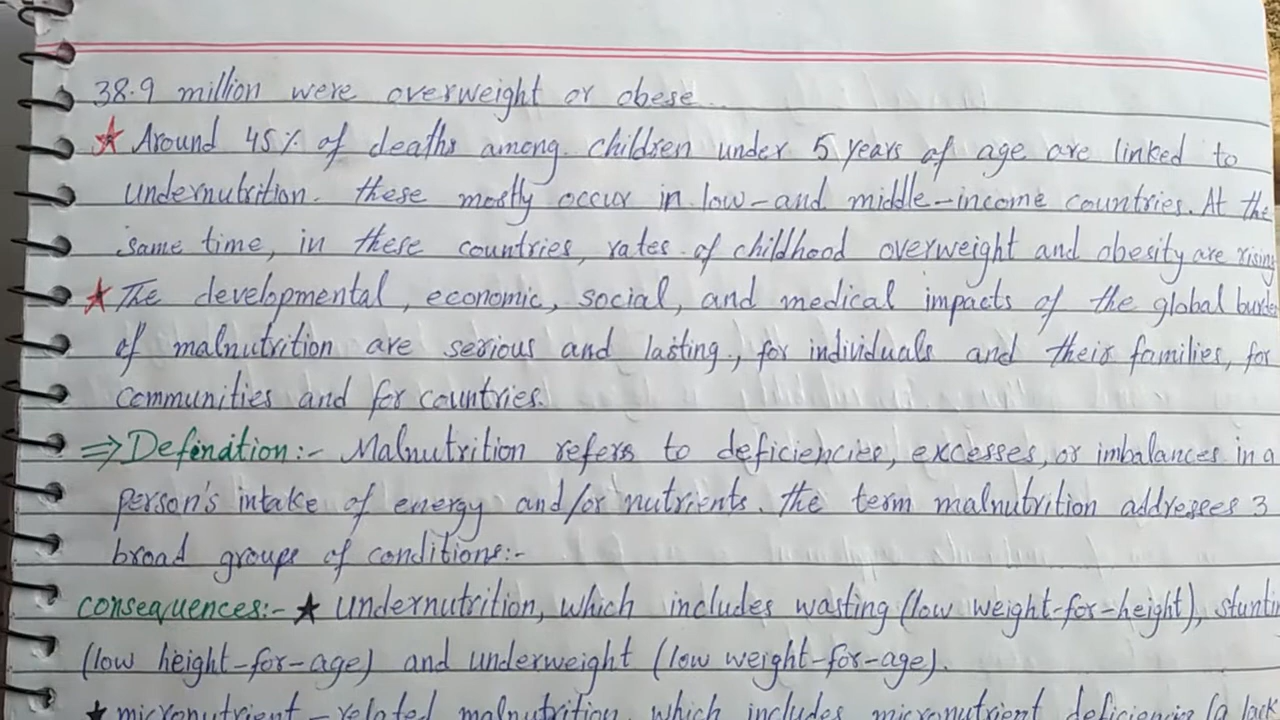 38.9 million were overweight or obese.
★ Around 45% of deaths among children under 5 years of age are linked to
undernutrition. These mostly occur in low-and middle-income countries. At the
same time, in these countries, rates of childhood overweight and obesity are rising
★ The developmental, economic, social, and medical impacts of the global
of malnutrition are serious and lasting, for individuals and their families, for
communities and for countries.
⇒ Defination:- Malnutrition refers to deficiencies, excesses, or imbalances in a
person's intake of energy and/or nutrients. The term malnutrition addresses 3
broad groups of conditions:-
consequences:- ★ undernutrition, which includes wasting (low weight-for-height),
(low height-for-age) and underweight (low weight-for-age).
★ micronutrient-related malnutrition, which includes micronutrient deficiencies (a lack